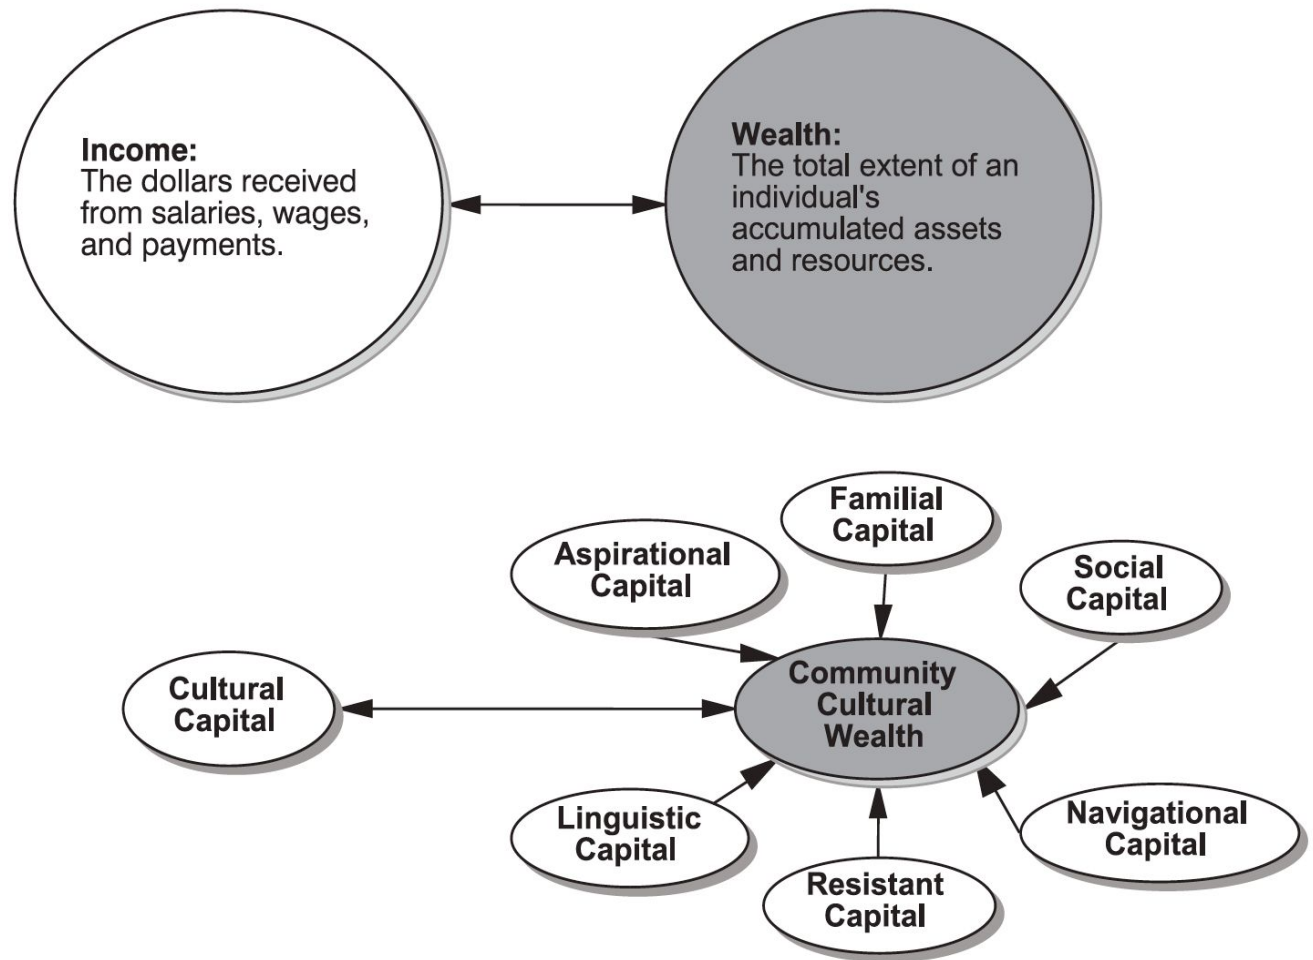 Income:
The dollars received
from salaries, wages,
and payments.
Wealth:
The total extent of an
individual's
accumulated assets
and resources.
Familial
Capital
Aspirational
Capital
Social
Capital
Cultural
Capital
Community
Cultural
Wealth
Linguistic
Capital
Navigational
Capital
Resistant
Capital